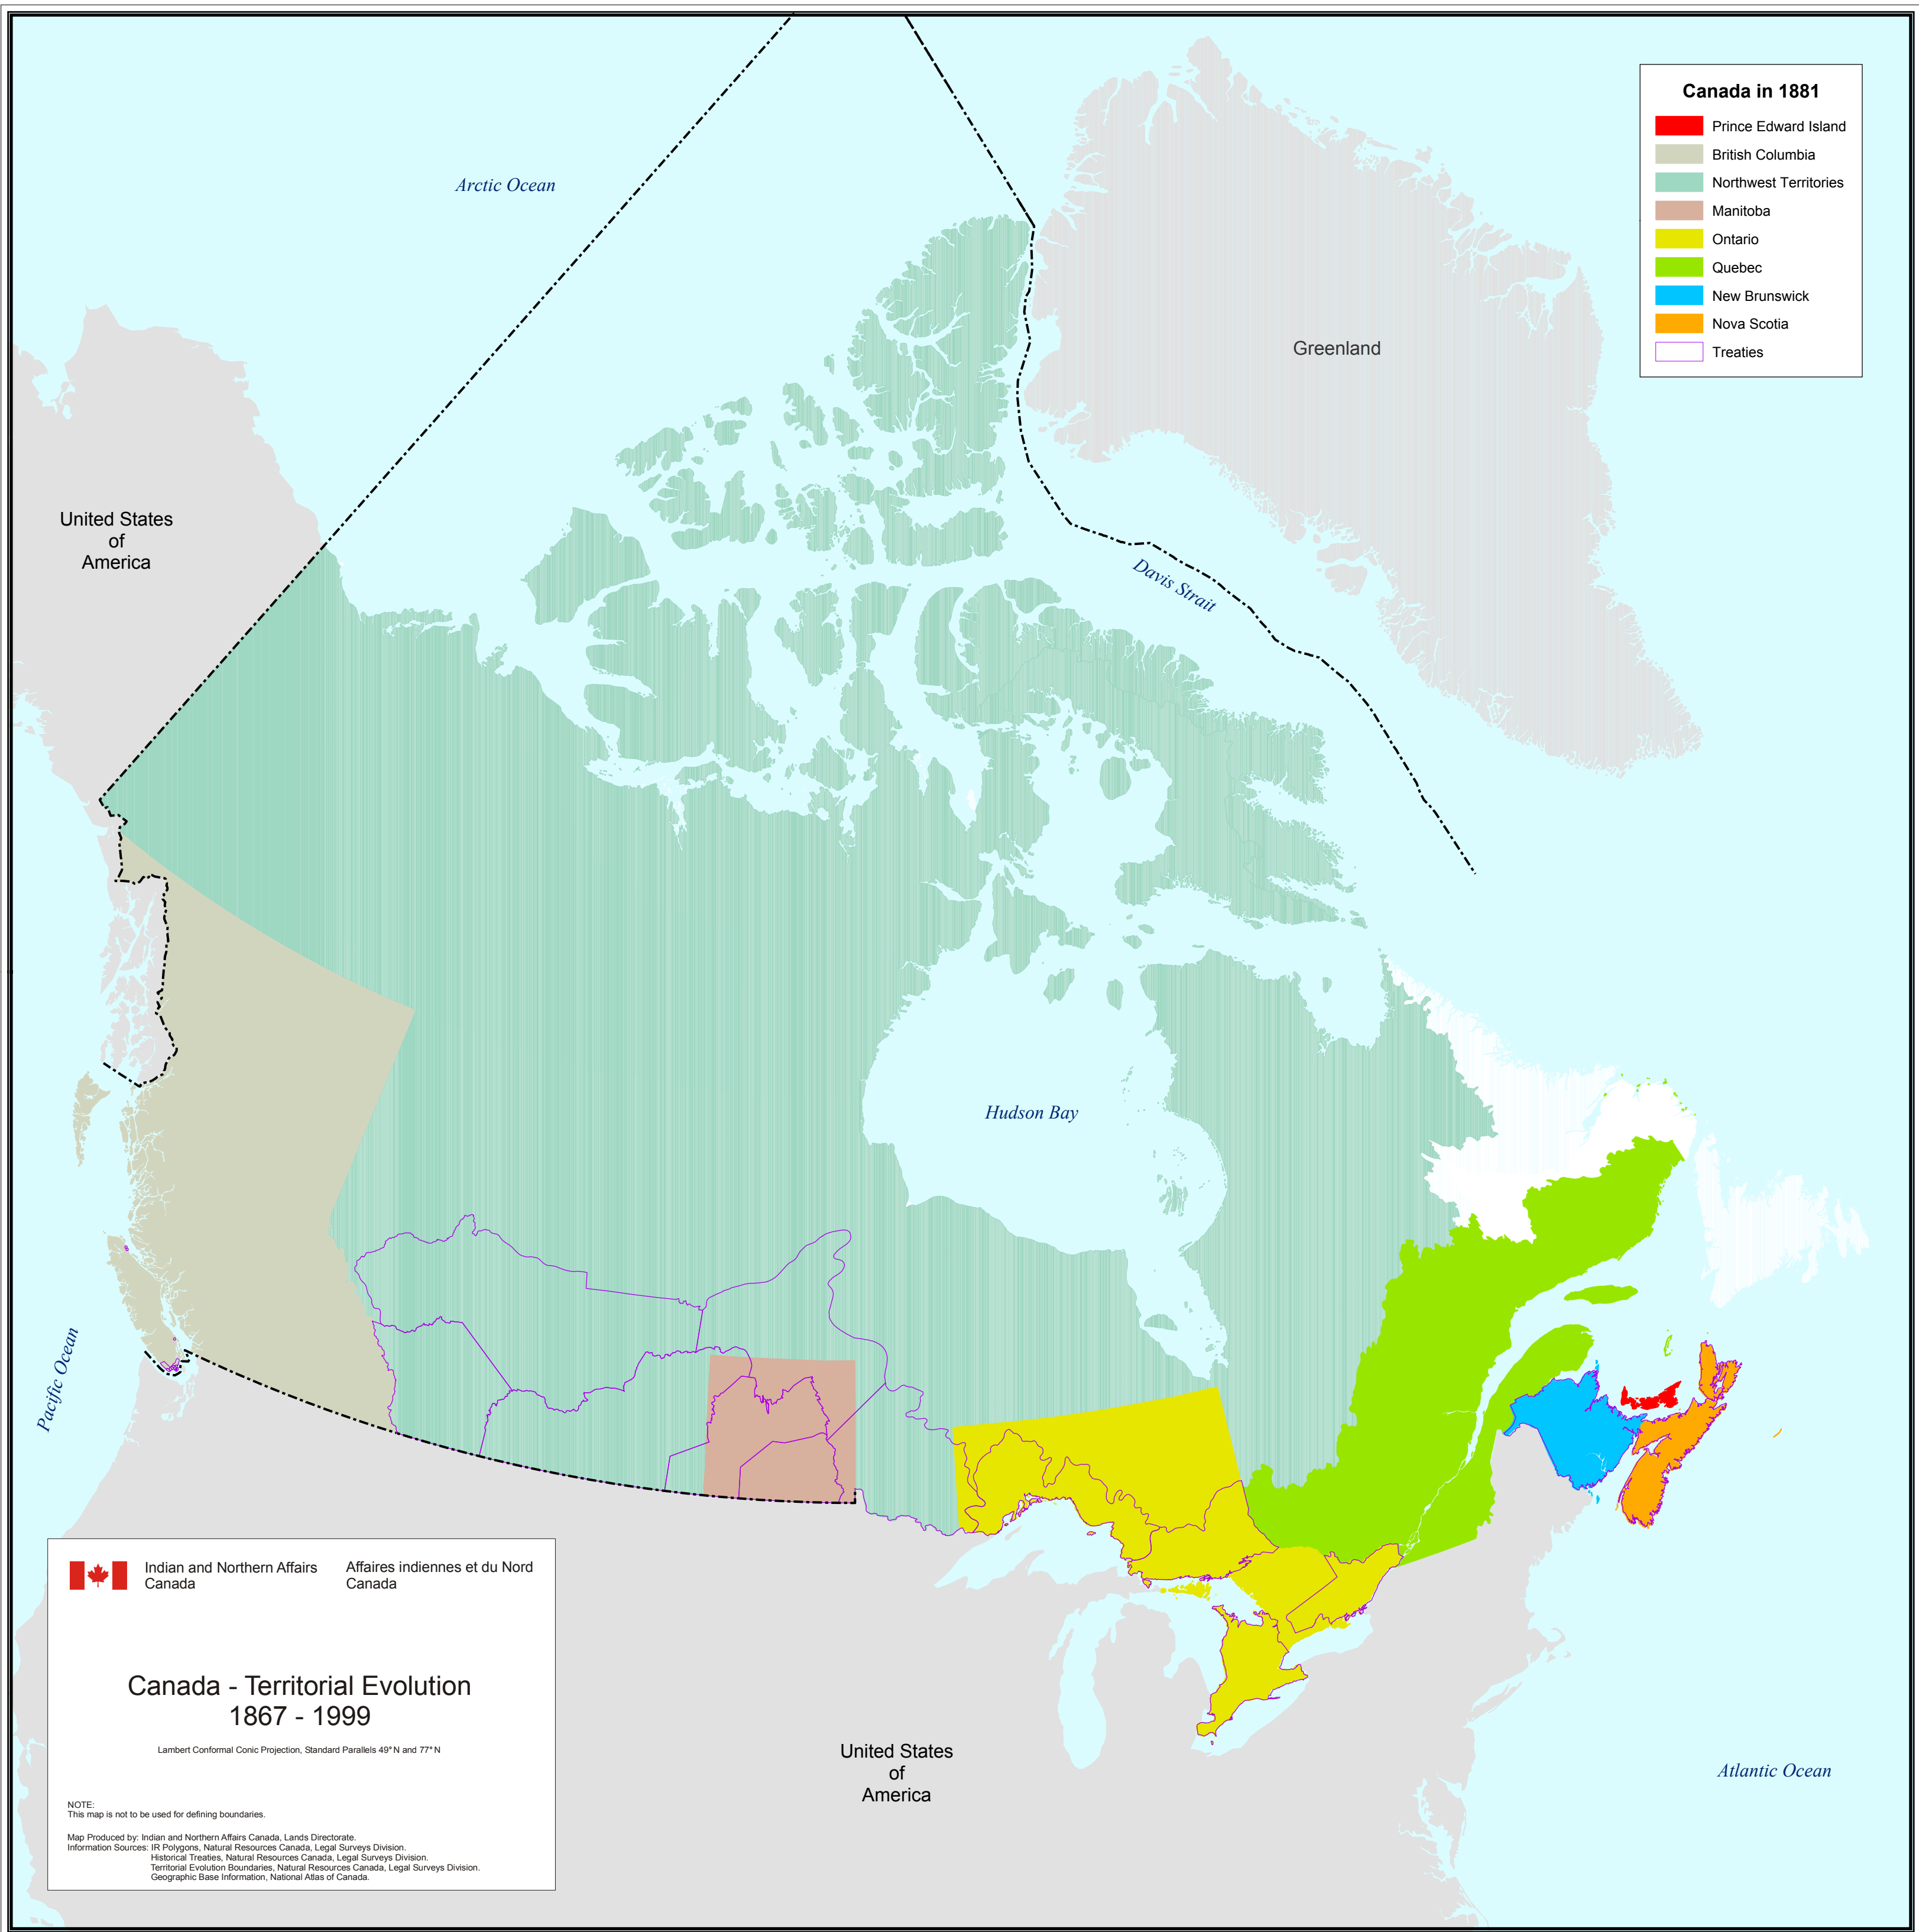 Canada in 1881
Prince Edward Island
British Columbia
Northwest Territories
Manitoba
Ontario
Quebec
New Brunswick
Nova Scotia
Treaties
Arctic Ocean
Greenland
United States
of
America
Davis Strait
Hudson Bay
Pacific Ocean
United States
of
America
Atlantic Ocean
Indian and Northern Affairs
Canada
Affaires indiennes et du Nord
Canada
Canada - Territorial Evolution
1867 - 1999
Lambert Conformal Conic Projection, Standard Parallels 49° N and 77° N
NOTE:
This map is not to be used for defining boundaries.
Map Produced by: Indian and Northern Affairs Canada, Lands Directorate.
Information Sources: IR Polygons, Natural Resources Canada, Legal Surveys Division.
Historical Treaties, Natural Resources Canada, Legal Surveys Division.
Territorial Evolution Boundaries, Natural Resources Canada, Legal Surveys Division.
Geographic Base Information, National Atlas of Canada.